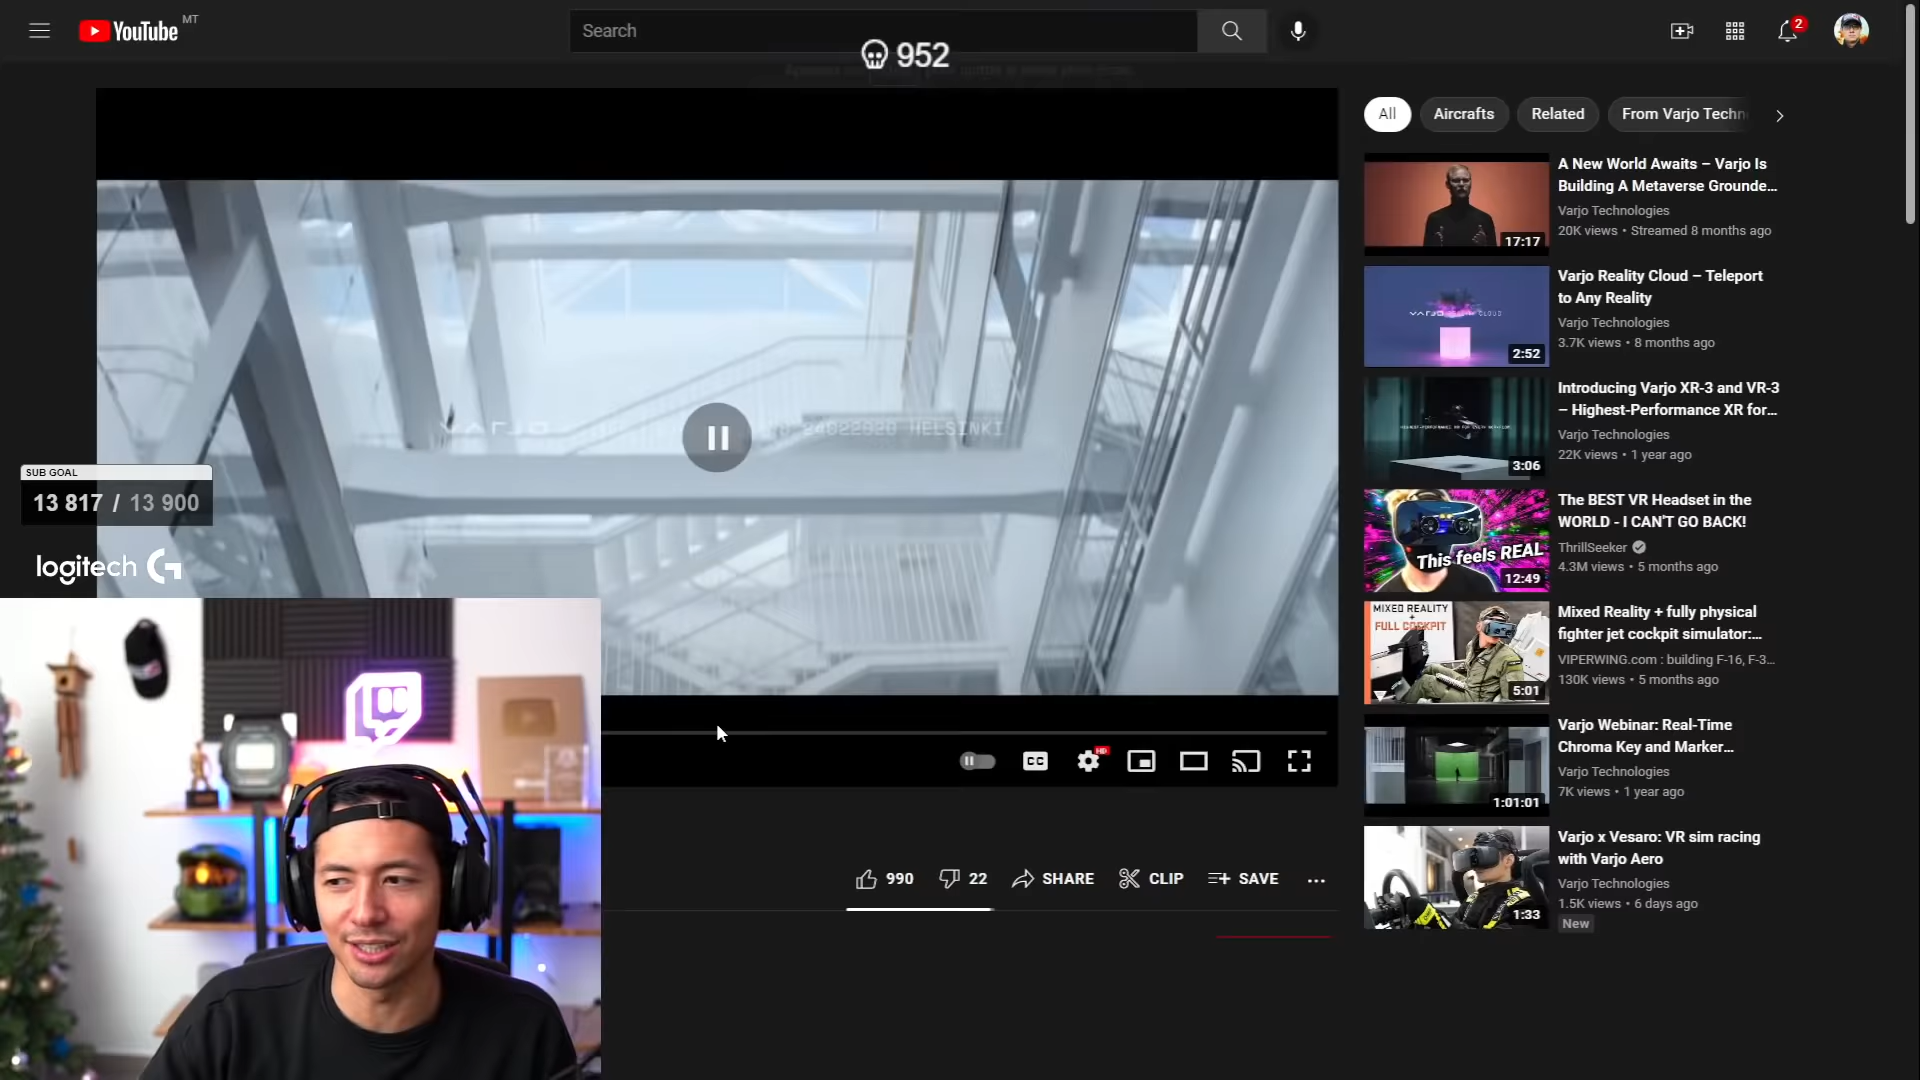 YouTube MT
Search
2
952
All
Aircrafts
Related
From Varjo Techn
A New World Awaits – Varjo Is
Building A Metaverse Grounde...
Varjo Technologies
20K views • Streamed 8 months ago
17:17
Varjo Reality Cloud – Teleport
to Any Reality
Varjo Technologies
3.7K views • 8 months ago
2:52
Introducing Varjo XR-3 and VR-3
– Highest-Performance XR for...
Varjo Technologies
22K views • 1 year ago
3:06
The BEST VR Headset in the
WORLD - I CAN'T GO BACK!
ThrillSeeker
4.3M views • 5 months ago
This feels REAL
12:49
MIXED REALITY
+
FULL COCKPIT
Mixed Reality + fully physical
fighter jet cockpit simulator:...
VIPERWING.com : building F-16, F-3...
130K views • 5 months ago
5:01
Varjo Webinar: Real-Time
Chroma Key and Marker...
Varjo Technologies
7K views • 1 year ago
1:01:01
Varjo x Vesaro: VR sim racing
with Varjo Aero
Varjo Technologies
1.5K views • 6 days ago
New
1:33
VARJO
24022020 HELSINKI
SUB GOAL
13 817 / 13 900
logitech G
CC
HD
990
22
SHARE
CLIP
SAVE